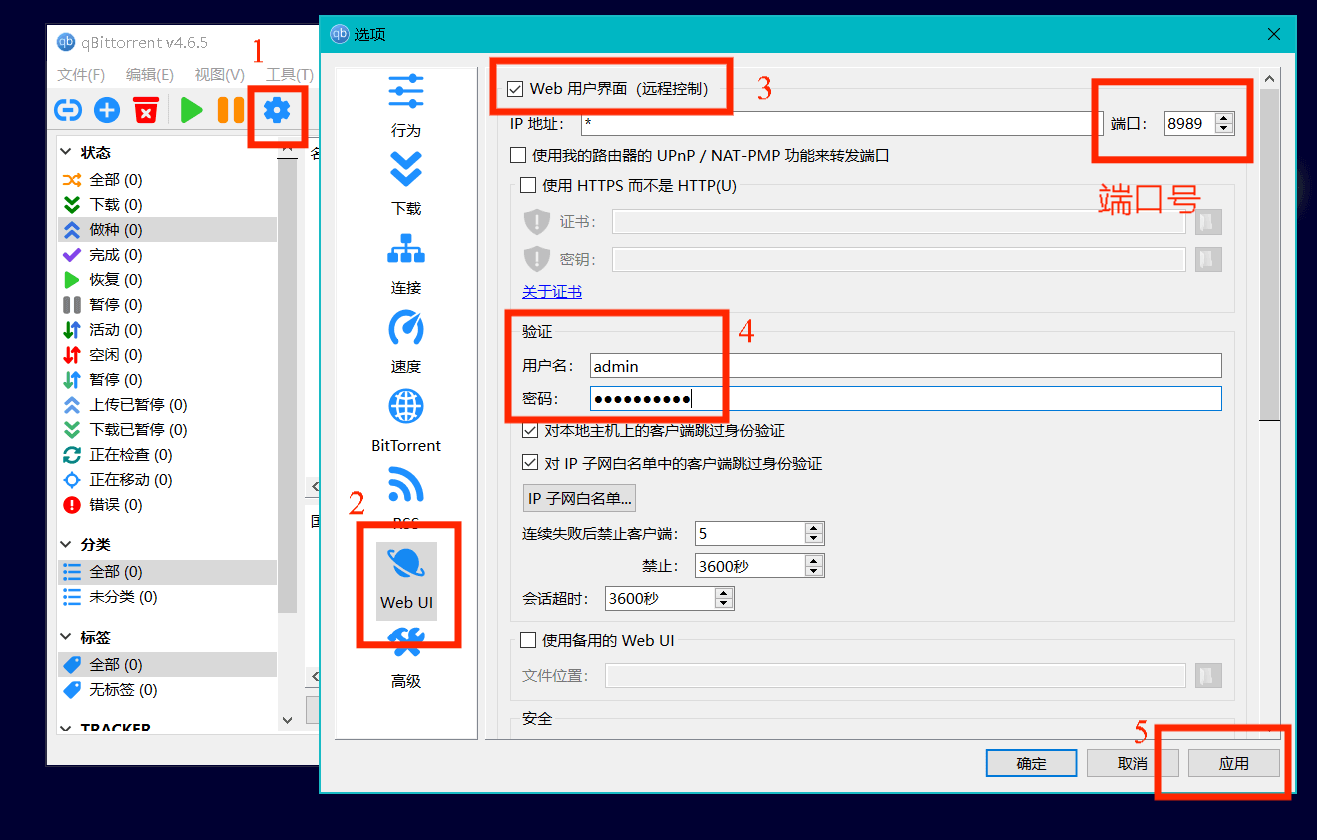 qBittorrent v4.6.5
文件(F) 编辑(E) 视图(V) 工具(T)
1
状态
全部 (0)
下载 (0)
做种 (0)
完成 (0)
恢复 (0)
暂停 (0)
活动 (0)
空闲 (0)
暂停 (0)
上传已暂停 (0)
下载已暂停 (0)
正在检查 (0)
正在移动 (0)
错误 (0)
分类
全部 (0)
未分类 (0)
标签
全部 (0)
无标签 (0)
TRACKER
选项
行为
下载
连接
速度
BitTorrent
RSS
2
Web UI
高级
Web 用户界面（远程控制）
3
IP 地址： *
端口： 8989
端口号
使用我的路由器的 UPnP / NAT-PMP 功能来转发端口
使用 HTTPS 而不是 HTTP(U)
证书：
密钥：
关于证书
验证
4
用户名： admin
密码： ●●●●●●●●●●
对本地主机上的客户端跳过身份验证
对 IP 子网白名单中的客户端跳过身份验证
IP 子网白名单...
连续失败后禁止客户端： 5
禁止： 3600秒
会话超时： 3600秒
使用备用的 Web UI
文件位置：
安全
5
确定 取消 应用